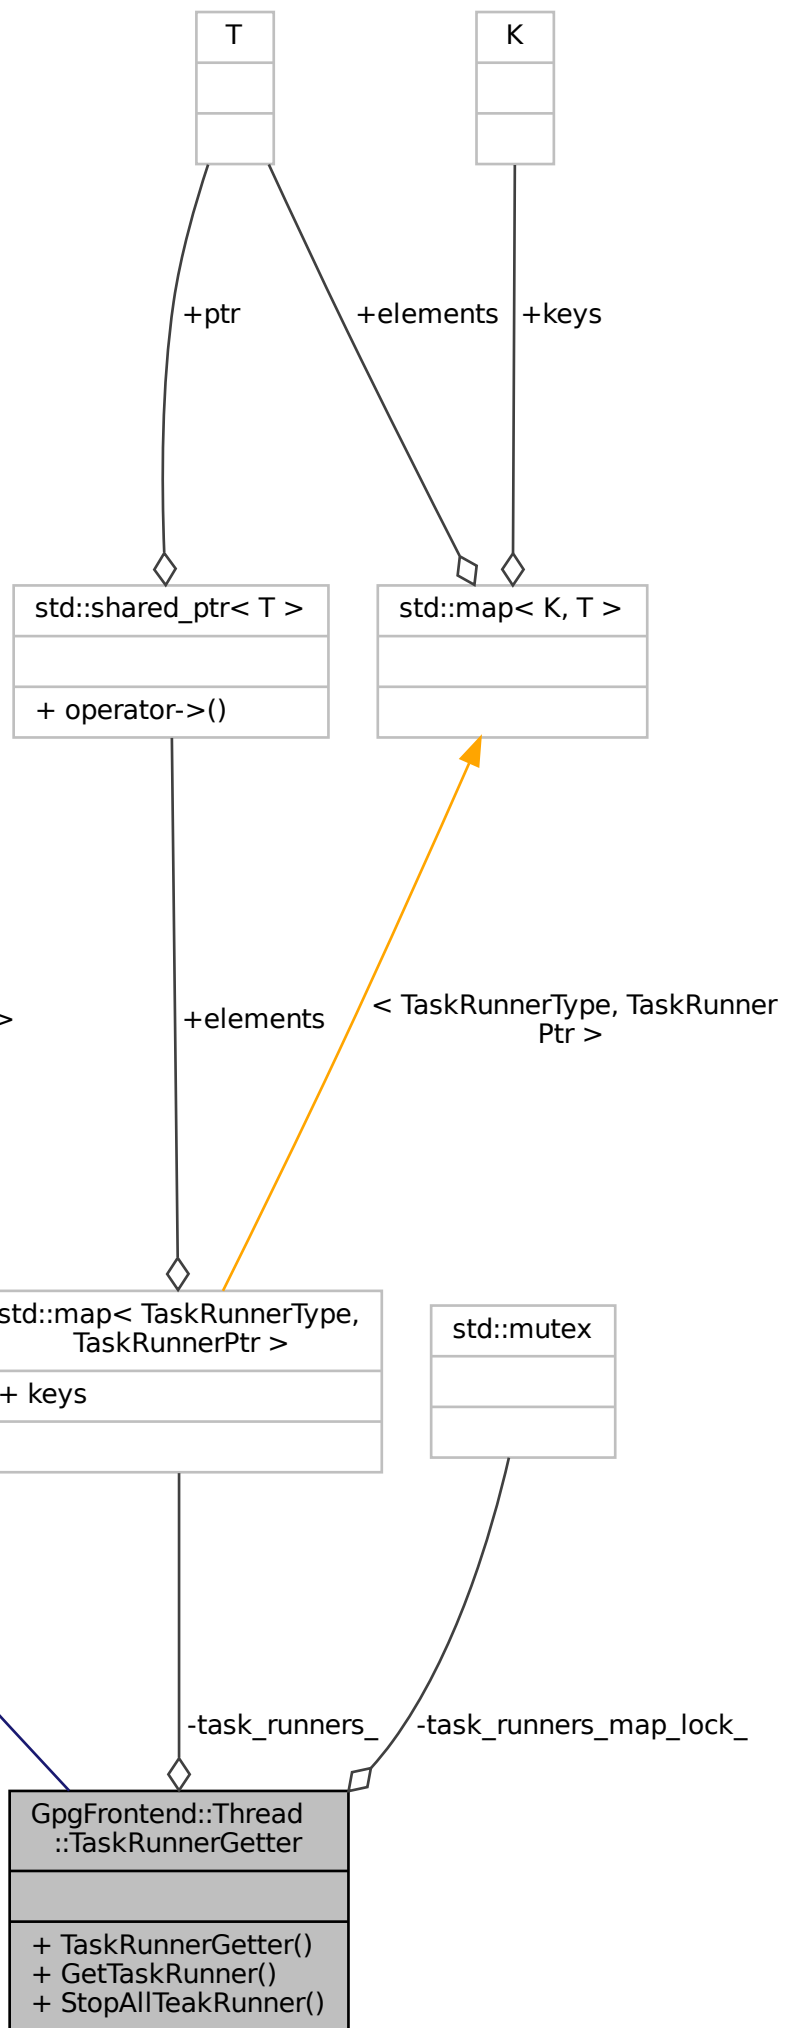 T
K
+ptr
+elements
+keys
std::shared_ptr< T >
+ operator->()
std::map< K, T >
>
+elements
< TaskRunnerType, TaskRunner
Ptr >
std::map< TaskRunnerType,
TaskRunnerPtr >
+ keys
std::mutex
-task_runners_
-task_runners_map_lock_
GpgFrontend::Thread
::TaskRunnerGetter
+ TaskRunnerGetter()
+ GetTaskRunner()
+ StopAllTeakRunner()